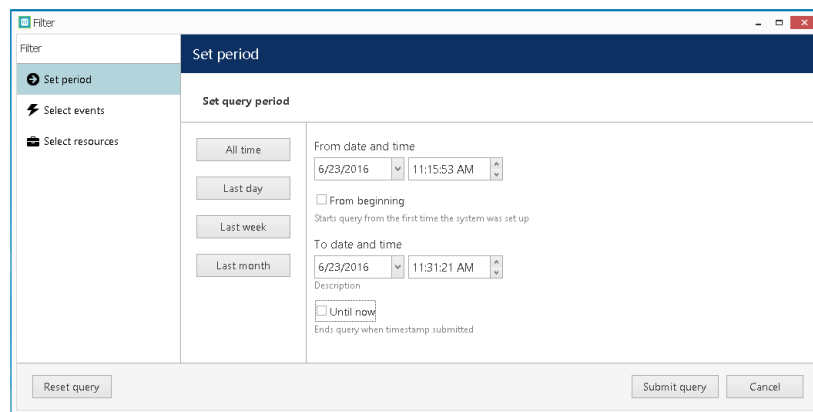 Filter
Filter
Set period
Select events
Select resources
Set period
Set query period
All time
Last day
Last week
Last month
From date and time
6/23/2016 11:15:53 AM
From beginning
Starts query from the first time the system was set up
To date and time
6/23/2016 11:31:21 AM
Description
Until now
Ends query when timestamp submitted
Reset query
Submit query
Cancel